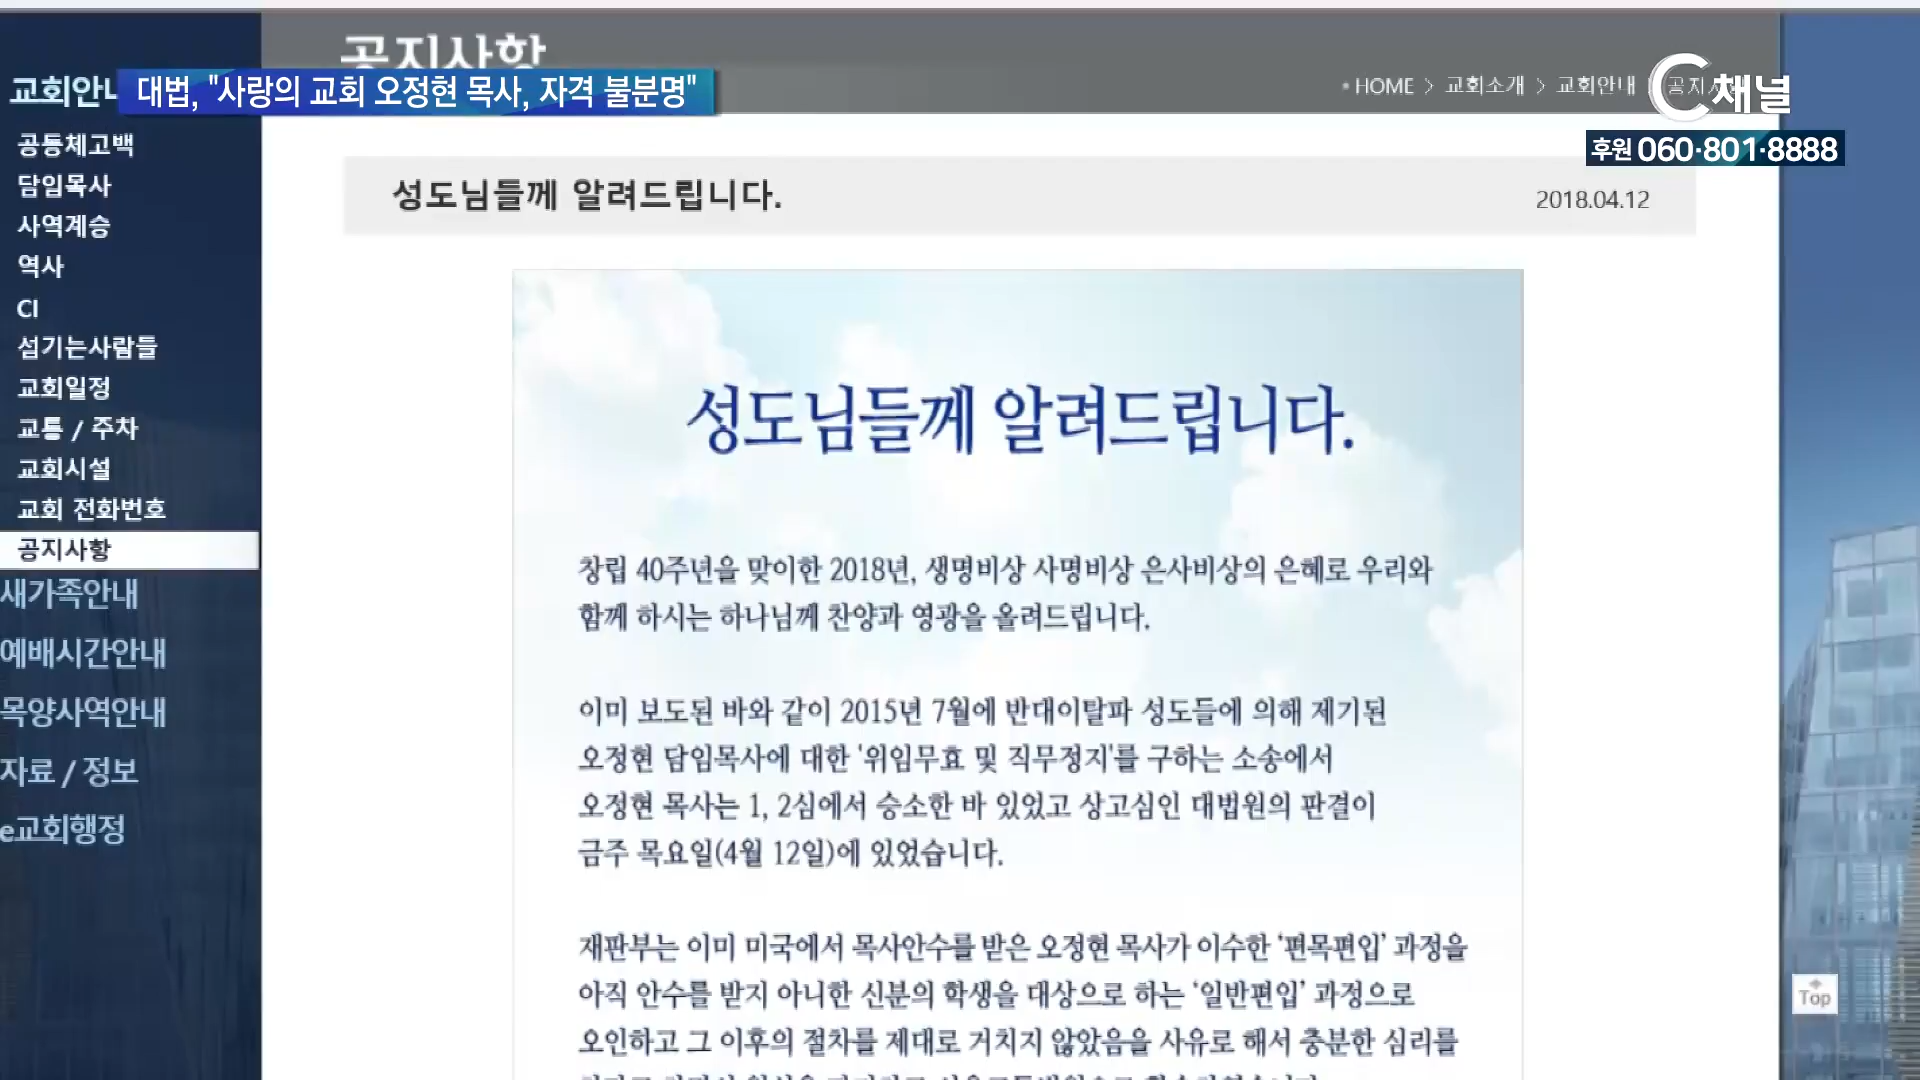 공지사항
교회안내
대법, "사랑의 교회 오정현 목사, 자격 불분명"
• HOME > 교회소개 > 교회안내
C채널
후원 060·801·8888
공동체고백
담임목사
사역계승
역사
CI
섬기는사람들
교회일정
교통 / 주차
교회시설
교회 전화번호
공지사항
새가족안내
예배시간안내
목양사역안내
자료 / 정보
e교회행정
성도님들께 알려드립니다.
2018.04.12
성도님들께 알려드립니다.
창립 40주년을 맞이한 2018년, 생명비상 사명비상 은사비상의 은혜로 우리와
함께 하시는 하나님께 찬양과 영광을 올려드립니다.
이미 보도된 바와 같이 2015년 7월에 반대이탈파 성도들에 의해 제기된
오정현 담임목사에 대한 '위임무효 및 직무정지'를 구하는 소송에서
오정현 목사는 1, 2심에서 승소한 바 있었고 상고심인 대법원의 판결이
금주 목요일(4월 12일)에 있었습니다.
재판부는 이미 미국에서 목사안수를 받은 오정현 목사가 이수한 ‘편목편입’ 과정을
아직 안수를 받지 아니한 신분의 학생을 대상으로 하는 ‘일반편입’ 과정으로
오인하고 그 이후의 절차를 제대로 거치지 않았음을 사유로 해서 충분한 심리를
Top